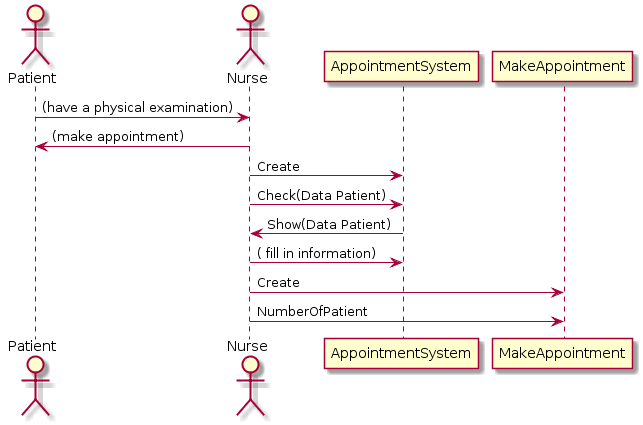 Patient
Nurse
AppointmentSystem
MakeAppointment
(have a physical examination)
(make appointment)
Create
Check(Data Patient)
Show(Data Patient)
( fill in information)
Create
NumberOfPatient
Patient
Nurse
AppointmentSystem
MakeAppointment